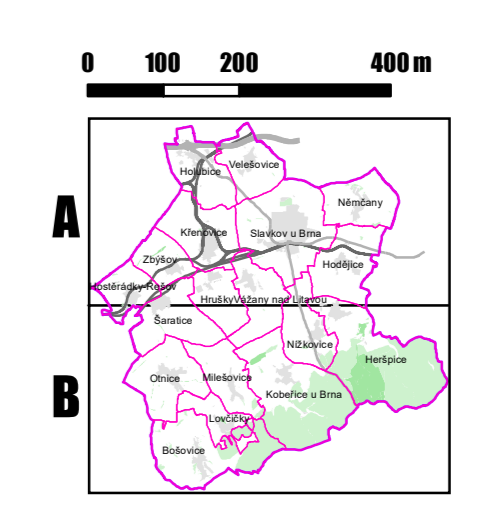 0 100 200 400 m
A
Holubice
Velešovice
Němčany
Křenovice
Slavkov u Brna
Zbýšov
Hodějice
Hostěrádky-Rešov
Hrušky
Vážany nad Litavou
B
Šaratice
Nížkovice
Heršpice
Otnice
Milešovice
Kobeřice u Brna
Lovčičky
Bošovice